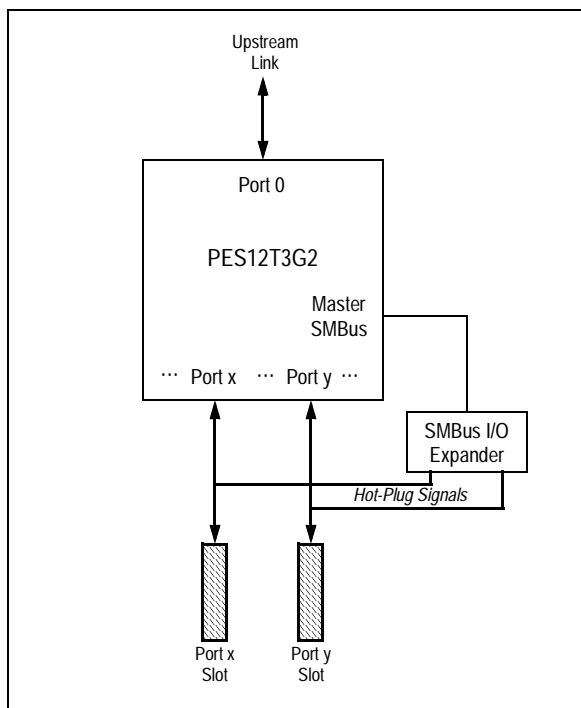 Upstream
Link
Port 0
PES12T3G2
Master
SMBus
··· Port x ··· Port y ···
SMBus I/O
Expander
Hot-Plug Signals
Port x
Slot
Port y
Slot